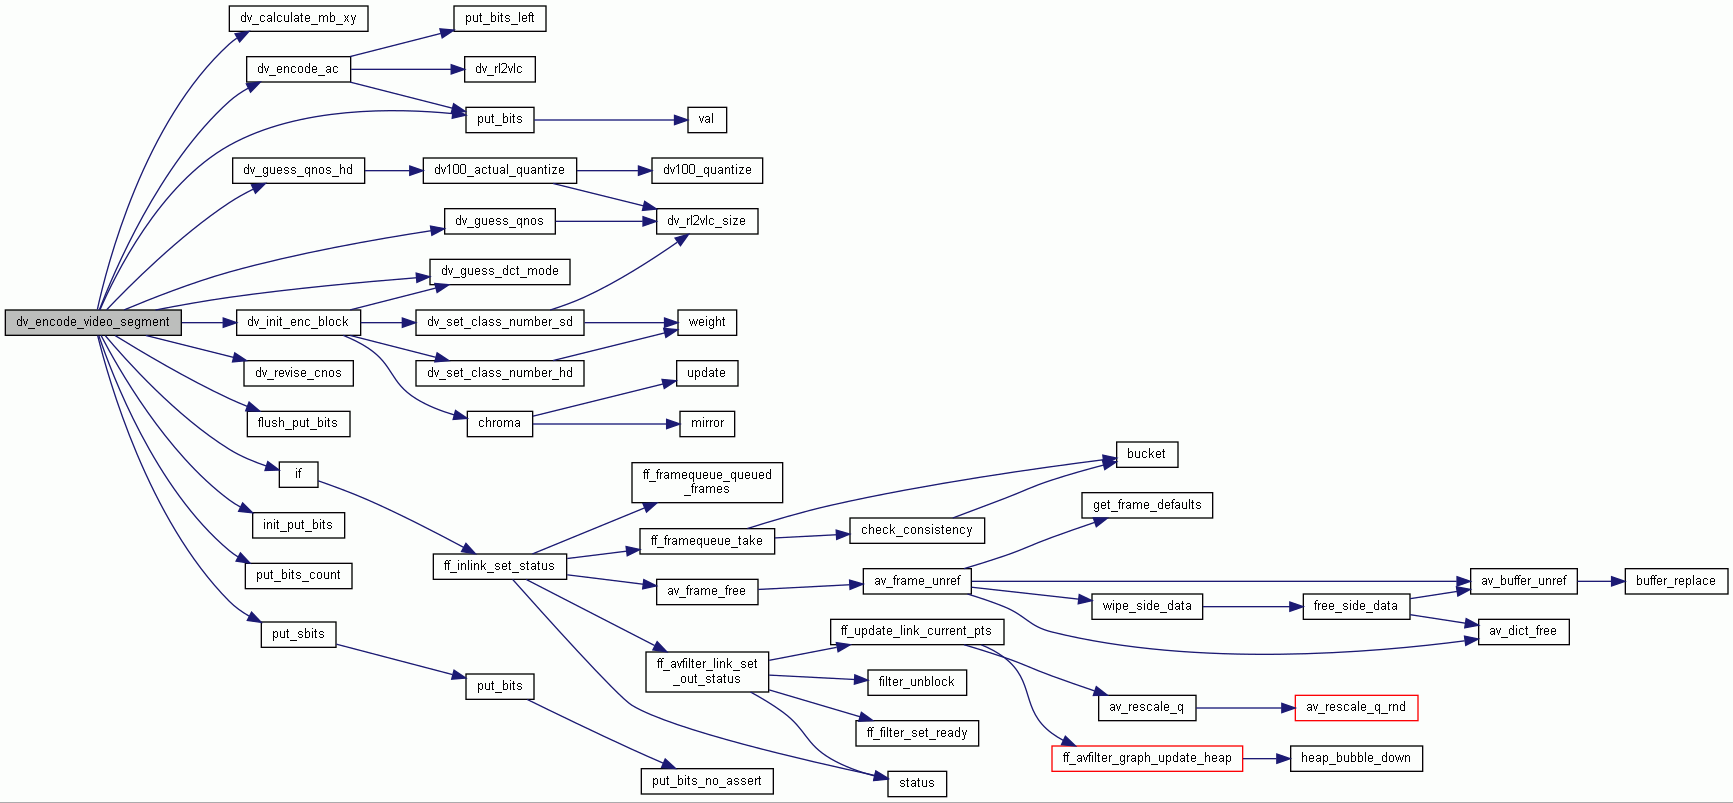 dv_calculate_mb_xy
put_bits_left
dv_encode_ac
dv_rl2vlc
put_bits
val
dv_guess_qnos_hd
dv100_actual_quantize
dv100_quantize
dv_guess_qnos
dv_rl2vlc_size
dv_guess_dct_mode
dv_encode_video_segment
dv_init_enc_block
dv_set_class_number_sd
weight
dv_revise_cnos
dv_set_class_number_hd
update
flush_put_bits
chroma
mirror
bucket
if
ff_framequeue_queued
_frames
get_frame_defaults
init_put_bits
ff_framequeue_take
check_consistency
ff_inlink_set_status
put_bits_count
av_frame_free
av_frame_unref
av_buffer_unref
buffer_replace
wipe_side_data
free_side_data
put_sbits
ff_update_link_current_pts
av_dict_free
ff_avfilter_link_set
_out_status
filter_unblock
put_bits
av_rescale_q
av_rescale_q_rnd
ff_filter_set_ready
ff_avfilter_graph_update_heap
heap_bubble_down
put_bits_no_assert
status